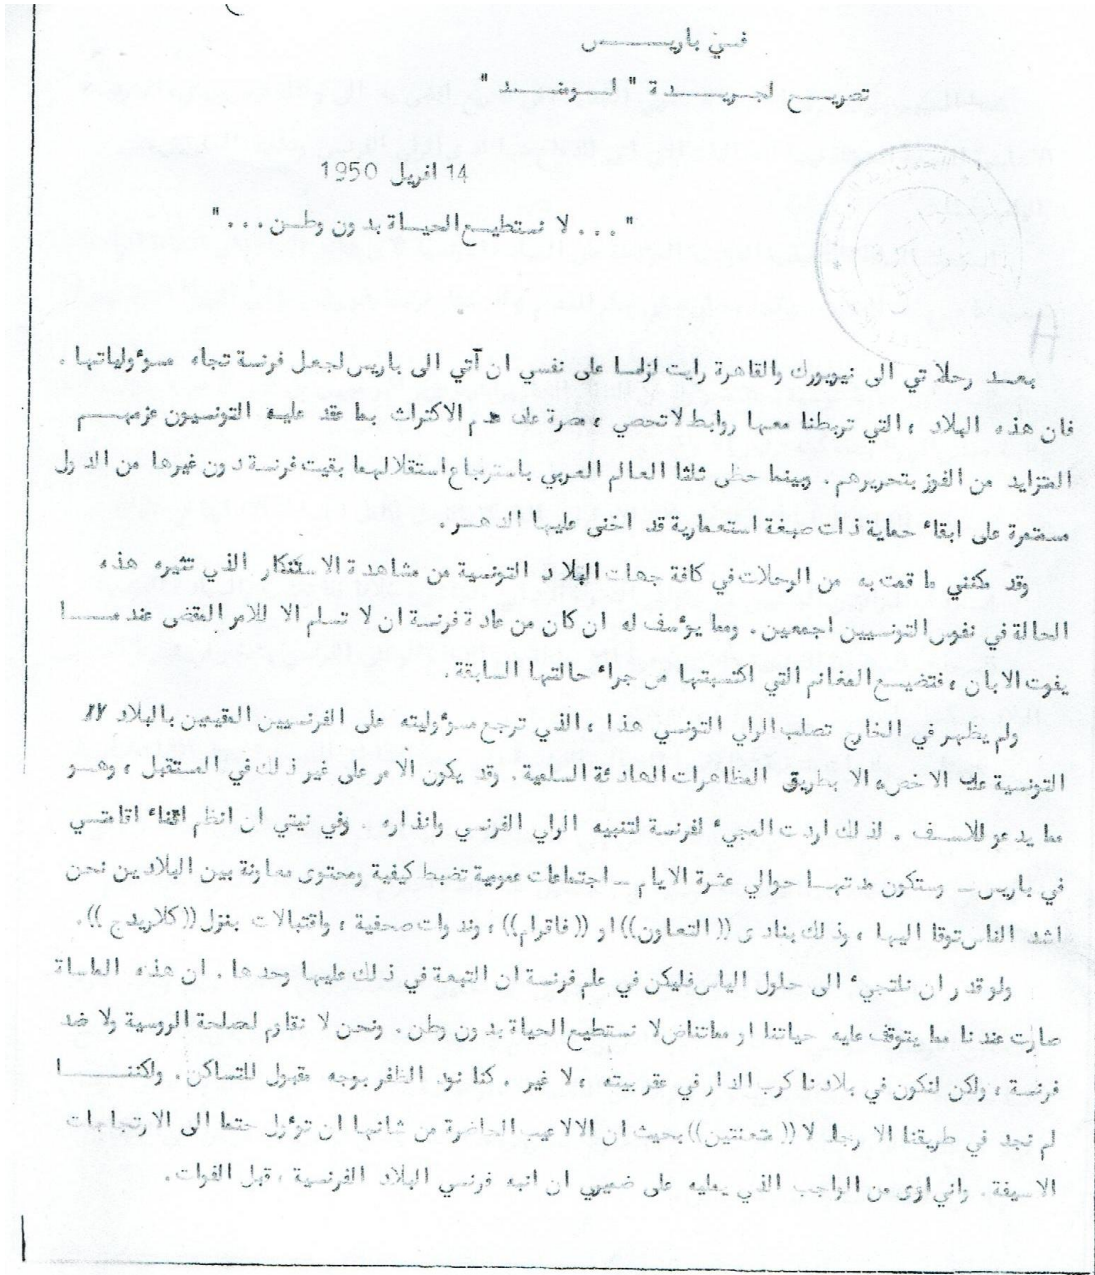 في باريس
تصريح لجريدة " لوموند "
14 افريل 1950
" ... لا نستطيع الحياة بدون وطن ... "
بعد رحلاتي الى نيويورك والقاهرة رايت لزاما على نفسي ان آتي الى باريس لجعل فرنسة تجاه مسؤولياتها .
فان هذه البلاد ، التي تربطنا معها روابط لا تحصي ، مصرة على عدم الاكتراث بما عقد عليه التونسيون عزمهم
المتزايد من الفوز بتحريرهم . وبينما حظى ثلثا العالم العربي باسترجاع استقلالهما بقيت فرنسة دون غيرها من الدول
مستمرة على ابقاء حماية ذات صبغة استعمارية قد اخنى عليها الدهر .
وقد مكنني ما قمت به من الرحلات في كافة جهات البلاد التونسية من مشاهدة الاستنكار الذي تثيره هذه
الحالة في نفوس التونسيين اجمعين . ومما يؤسف له ان كان من عادة فرنسة ان لا تسلم الا للامر المقضى عندما
يفوت الابان ، فتضيع المغانم التي اكتسبتها من جراء حالتها السابقة .
ولم يظهر في الخارج تصلب الراي التونسي هذا ، الذي ترجع مسؤوليته على الفرنسيين المقيمين بالبلاد
التونسية على الاخص الا بطريق المظاهرات الهادئة السلمية . وقد يكون الامر على غير ذلك في المستقبل ، وهو
مما يدعو للاسف . لذلك اردت المجيء لفرنسة لتنبيه الراي الفرنسي وانذاره . وفي نيتي ان انظم اثناء اقامتي
في باريس - وستكون مدتها حوالي عشرة الايام - اجتماعات عمومية تضبط كيفية ومحتوى معاونة بين البلادين نحن
اشد الناس توقا اليها ، وذلك بنادى (( التعاون )) او (( فاقرام )) ، وندوات صحفية ، واقتبالات بنزل (( كلاريدج )) .
ولو قدر ان نلتجيء الى حلول الياس فليكن في علم فرنسة ان التبعة في ذلك عليها وحدها . ان هذه الماساة
صارت عندنا مما يتوقف عليه حياتنا او مماتنا لا نستطيع الحياة بدون وطن . ونحن لا نقاوم لصلحة الروسية ولا ضد
فرنسة ، ولكن لنكون في بلادنا كرب الدار في عقر بيته ، لا غير . كنا نود الظفر بوجه مقبول للتساكن . ولكننا
لم نجد في طريقنا الا رجالا (( متعنتين )) بحيث ان الالاعيب الحاضرة من شانها ان تؤول حتما الى الارتجاجات
الاسيفة . واني اوى من الواجب الذي يمليه على ضميري ان انبه فرنسي البلاد الفرنسية ، قبل الفوات .